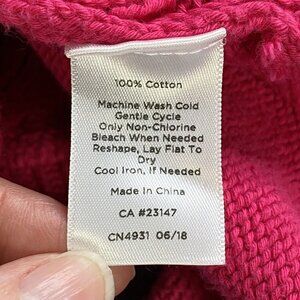 100% Cotton
Machine Wash Cold
Gentle Cycle
Only Non-Chlorine
Bleach When Needed
Reshape, Lay Flat To
Dry
Cool Iron, If Needed
Made In China
CA #23147
CN4931 06/18